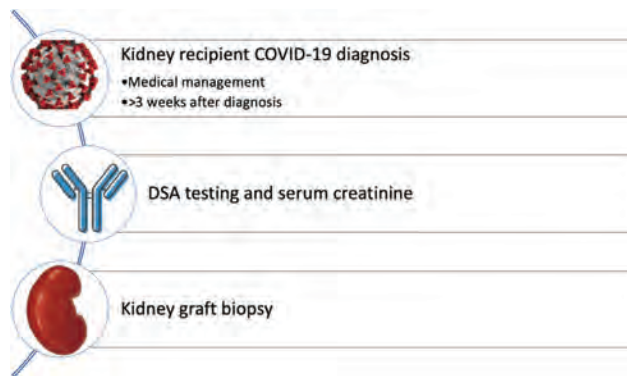 Kidney recipient COVID-19 diagnosis
•Medical management
•>3 weeks after diagnosis
DSA testing and serum creatinine
Kidney graft biopsy